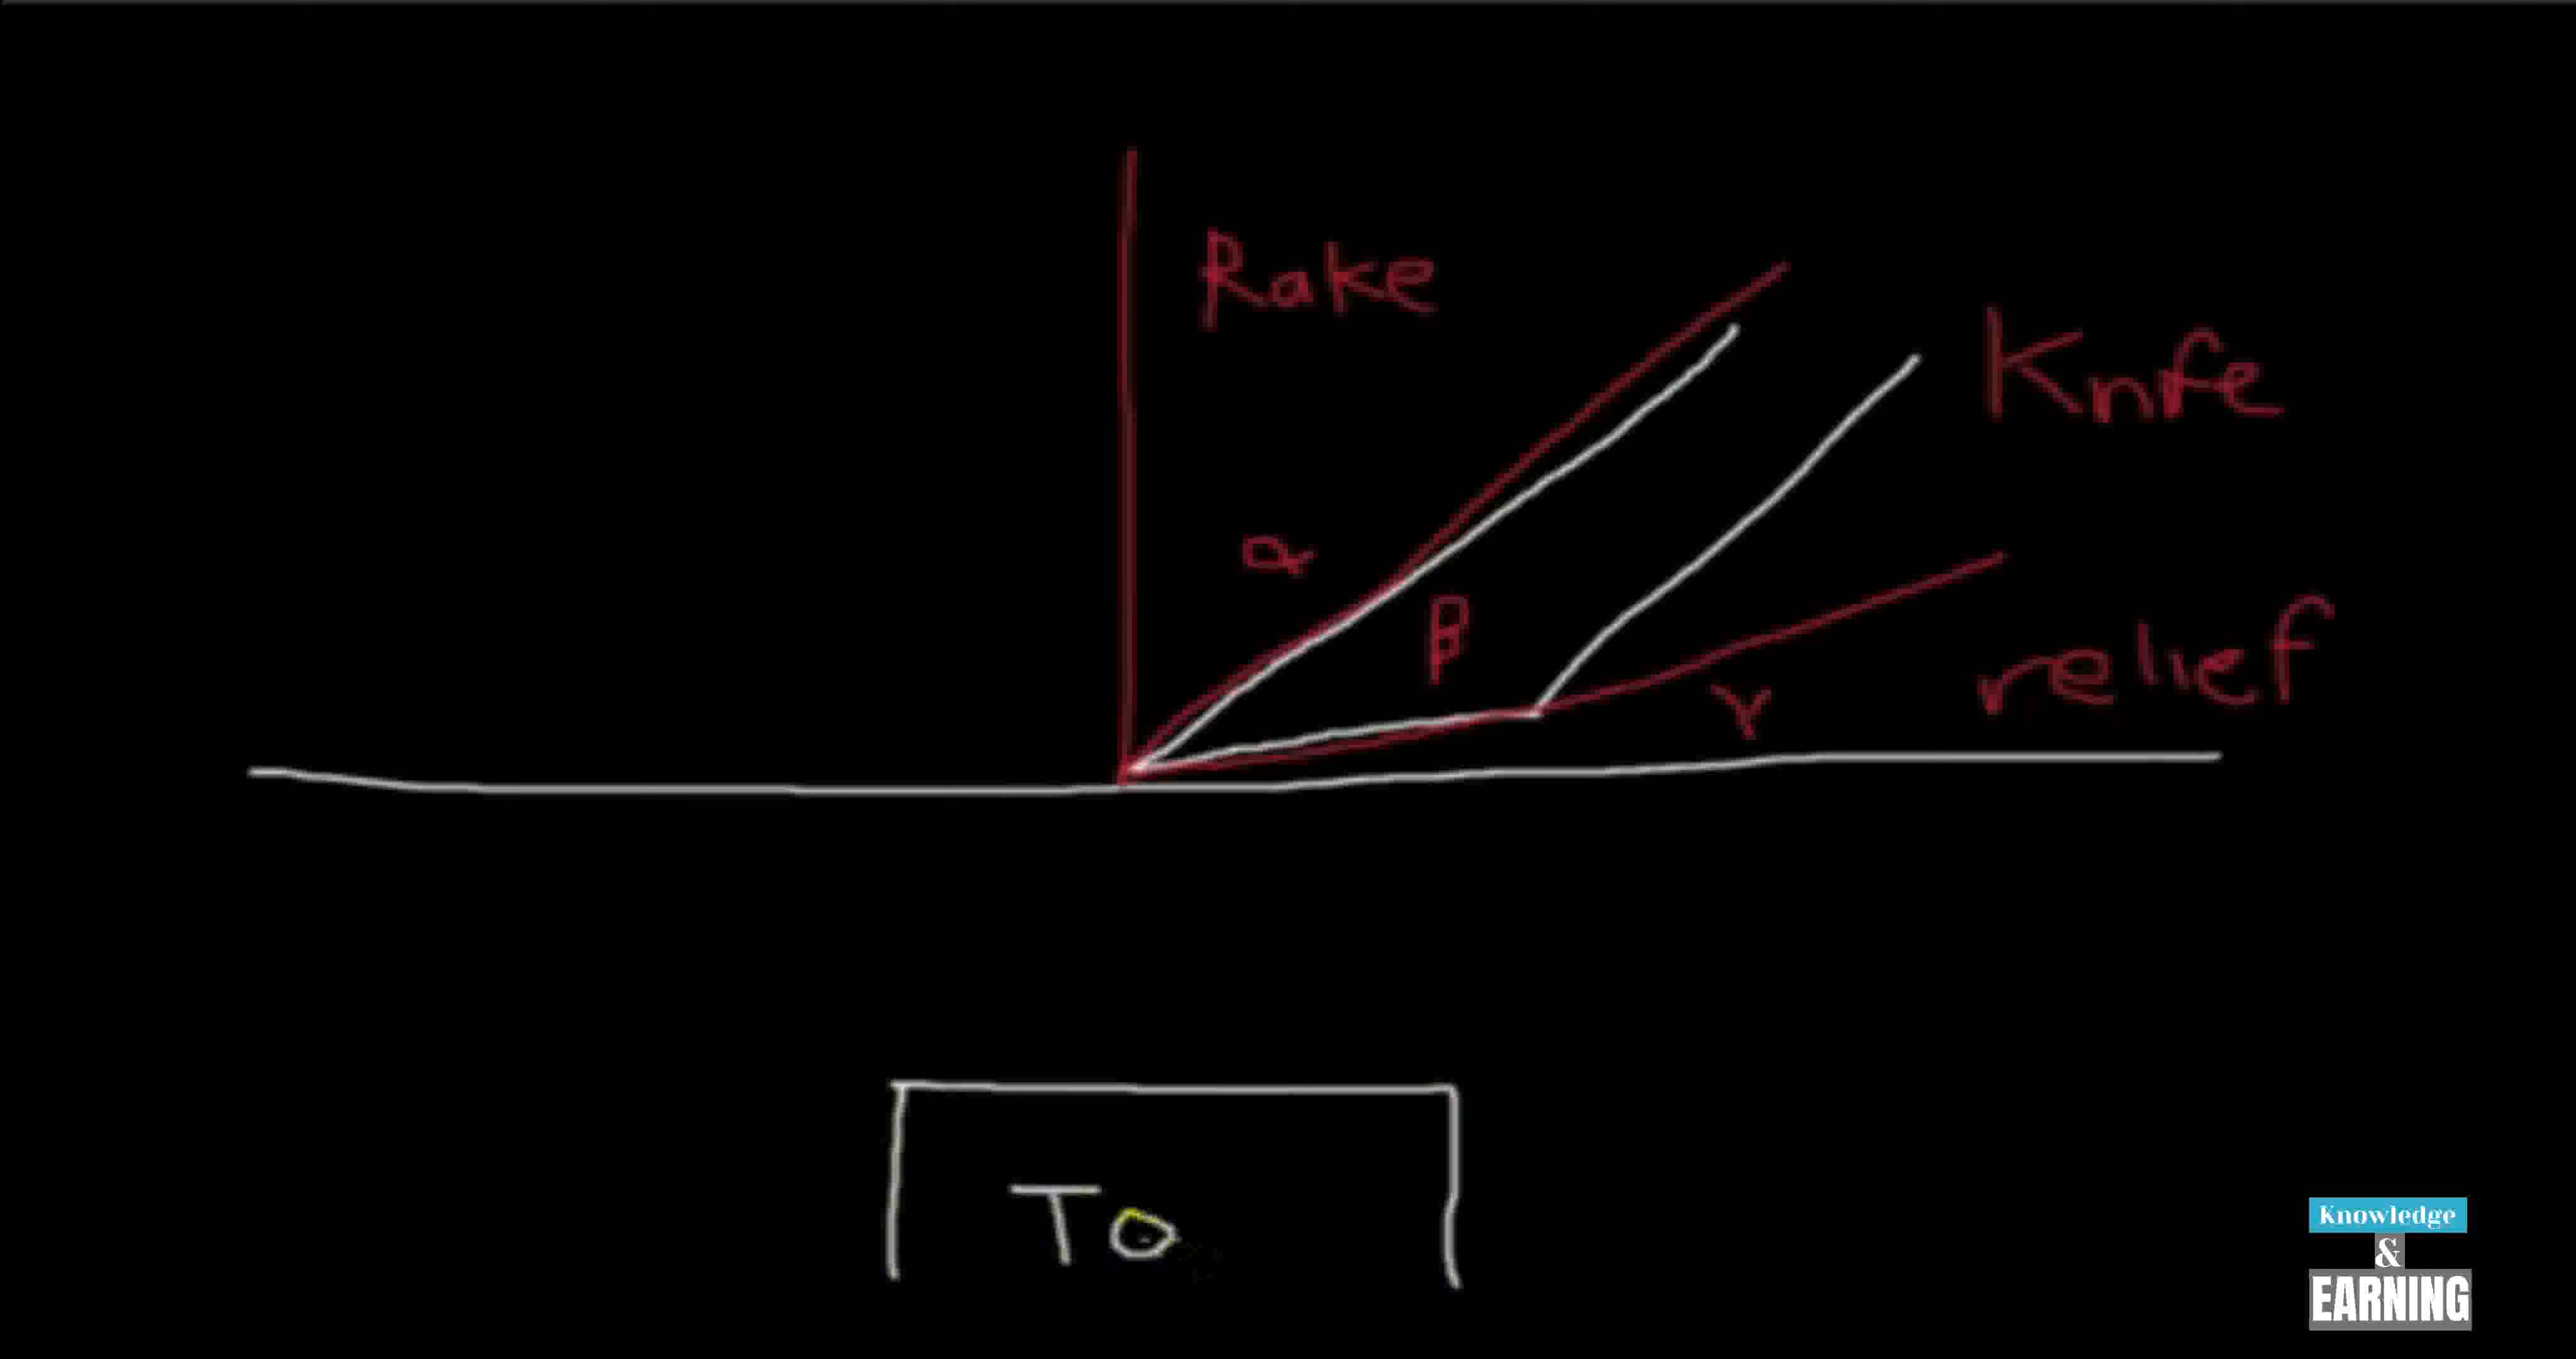 Rake
Knfe
α
β
relief
γ
To
Knowledge
&
EARNING